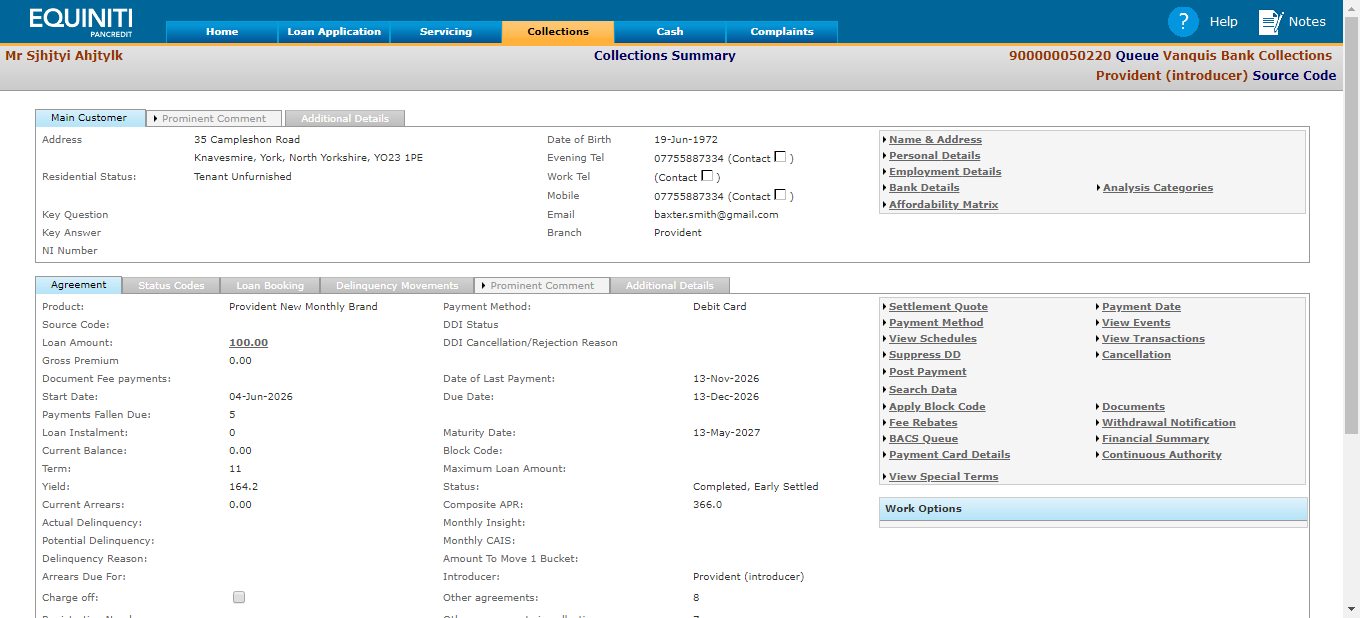 EQUINITI
PANCREDIT
Home Loan Application Servicing Collections Cash Complaints
? Help Notes
Mr Sjhjtyi Ahjtylk Collections Summary 900000050220 Queue Vanquis Bank Collections
Provident (introducer) Source Code
Main Customer Prominent Comment Additional Details
Address 35 Campleshon Road Date of Birth 19-Jun-1972 Name & Address
Knavesmire, York, North Yorkshire, YO23 1PE Evening Tel 07755887334 (Contact ) Personal Details
Residential Status: Tenant Unfurnished Work Tel (Contact ) Employment Details
Mobile 07755887334 (Contact ) Bank Details Analysis Categories
Key Question Email baxter.smith@gmail.com Affordability Matrix
Key Answer Branch Provident
NI Number
Agreement Status Codes Loan Booking Delinquency Movements Prominent Comment Additional Details
Product: Provident New Monthly Brand Payment Method: Debit Card Settlement Quote Payment Date
Source Code: DDI Status Payment Method View Events
Loan Amount: 100.00 DDI Cancellation/Rejection Reason View Schedules View Transactions
Gross Premium 0.00 Suppress DD Cancellation
Document Fee payments: Date of Last Payment: 13-Nov-2026 Post Payment
Start Date: 04-Jun-2026 Due Date: 13-Dec-2026 Search Data
Payments Fallen Due: 5 Apply Block Code Documents
Loan Instalment: 0 Maturity Date: 13-May-2027 Fee Rebates Withdrawal Notification
Current Balance: 0.00 Block Code: BACS Queue Financial Summary
Term: 11 Maximum Loan Amount: Payment Card Details Continuous Authority
Yield: 164.2 Status: Completed, Early Settled View Special Terms
Current Arrears: 0.00 Composite APR: 366.0 Work Options
Actual Delinquency: Monthly Insight:
Potential Delinquency: Monthly CAIS:
Delinquency Reason: Amount To Move 1 Bucket:
Arrears Due For: Introducer: Provident (introducer)
Charge off: Other agreements: 8